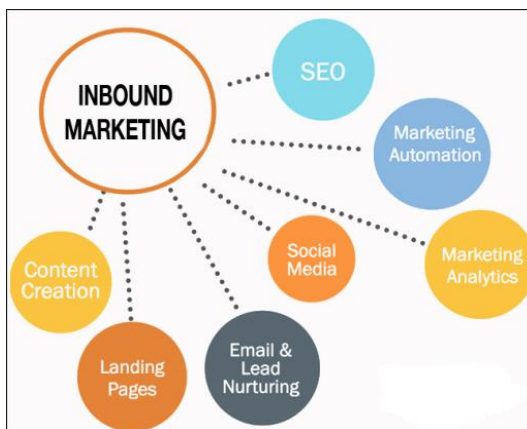 INBOUND
MARKETING
SEO
Marketing
Automation
Marketing
Analytics
Social
Media
Email &
Lead
Nurturing
Landing
Pages
Content
Creation